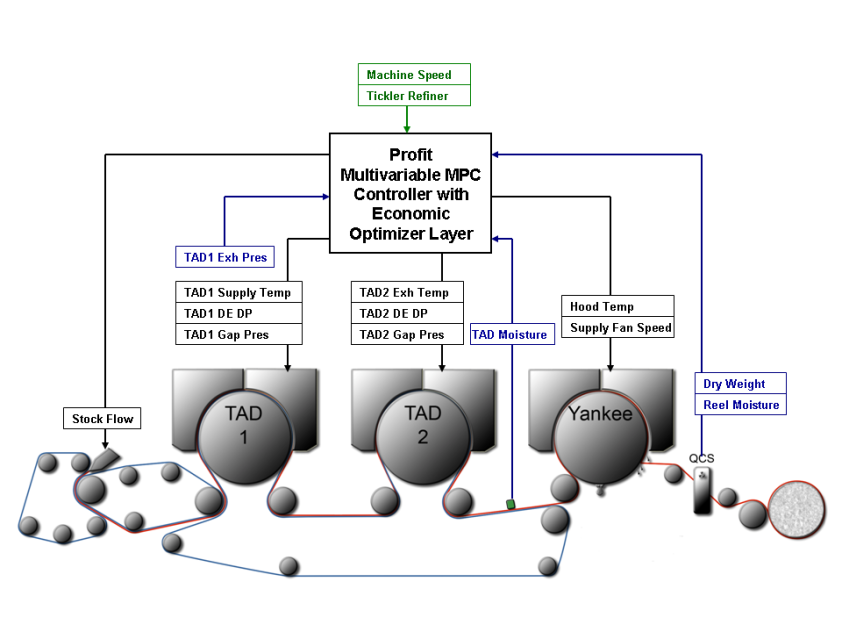 Machine Speed
Tickler Refiner
Profit
Multivariable MPC
Controller with
Economic
Optimizer Layer
TAD1 Exh Pres
TAD1 Supply Temp
TAD1 DE DP
TAD1 Gap Pres
TAD2 Exh Temp
TAD2 DE DP
TAD2 Gap Pres
TAD Moisture
Hood Temp
Supply Fan Speed
Dry Weight
Reel Moisture
Stock Flow
TAD
1
TAD
2
Yankee
QCS